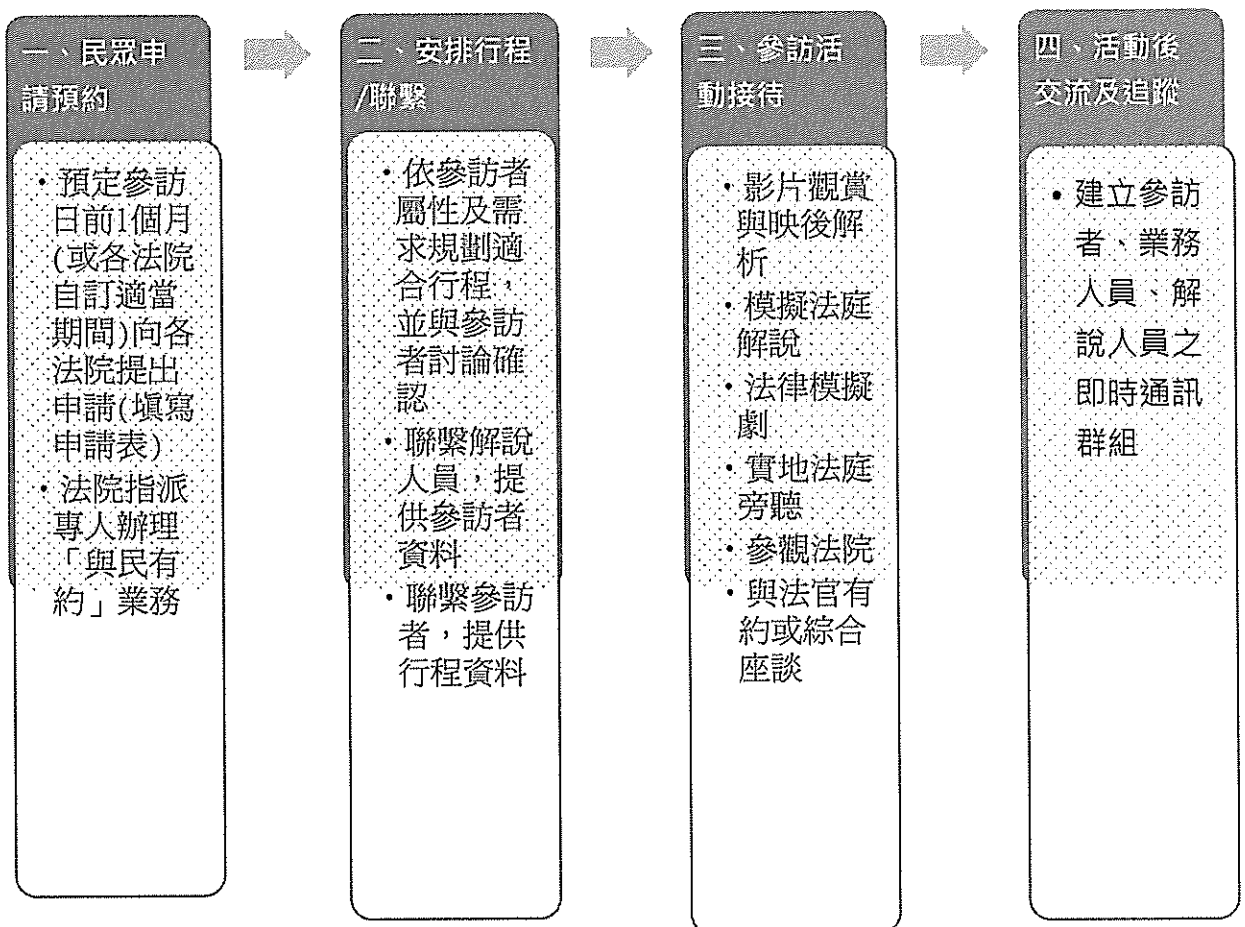 一、民眾申
請預約
・預定參訪
日前1個月
(或各法院
自訂適當
期間)向各
法院提出
申請(填寫
申請表)
・法院指派
專人辦理
「與民有
約」業務
二、安排行程
/聯繫
・依參訪者
屬性及需
求規劃適
合行程，
並與參訪
者討論確
認
・聯繫解說
人員，提
供參訪者
資料
・聯繫參訪
者，提供
行程資料
三、參訪活
動接待
・影片觀賞
與映後解
析
・模擬法庭
解說
・法律模擬
劇
・實地法庭
旁聽
・參觀法院
・與法官有
約或綜合
座談
四、活動後
交流及追蹤
・建立參訪
者、業務
人員、解
說人員之
即時通訊
群組